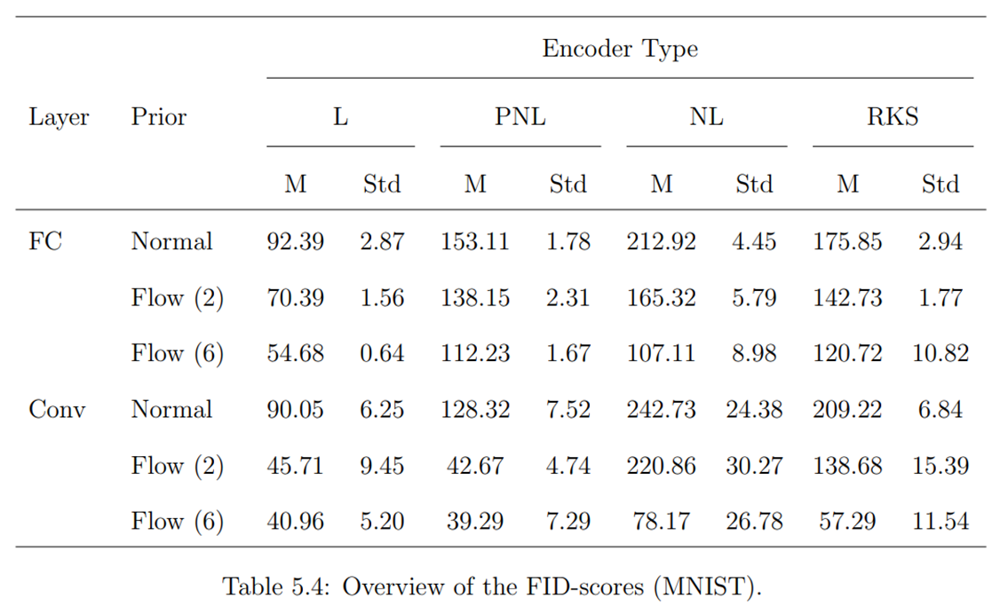 Encoder Type
Layer Prior L PNL NL RKS
M Std M Std M Std M Std
FC Normal 92.39 2.87 153.11 1.78 212.92 4.45 175.85 2.94
Flow (2) 70.39 1.56 138.15 2.31 165.32 5.79 142.73 1.77
Flow (6) 54.68 0.64 112.23 1.67 107.11 8.98 120.72 10.82
Conv Normal 90.05 6.25 128.32 7.52 242.73 24.38 209.22 6.84
Flow (2) 45.71 9.45 42.67 4.74 220.86 30.27 138.68 15.39
Flow (6) 40.96 5.20 39.29 7.29 78.17 26.78 57.29 11.54
Table 5.4: Overview of the FID-scores (MNIST).